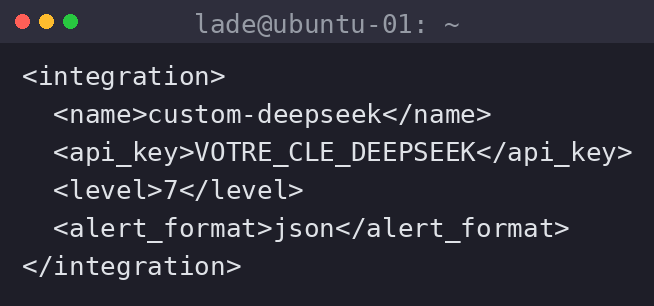 lade@ubuntu-01: ~
<integration>
  <name>custom-deepseek</name>
  <api_key>VOTRE_CLE_DEEPSEEK</api_key>
  <level>7</level>
  <alert_format>json</alert_format>
</integration>